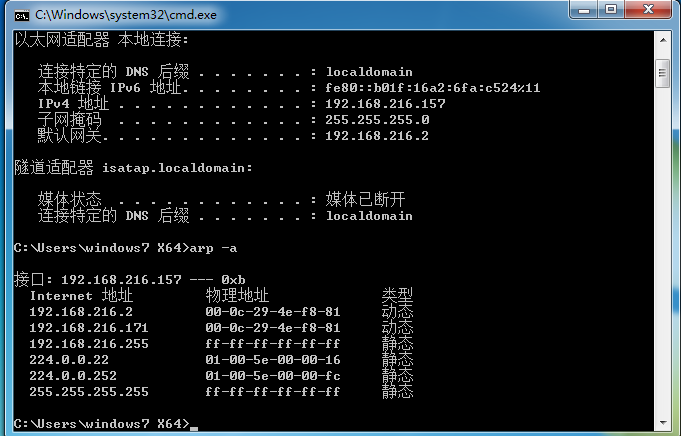 C:\Windows\system32\cmd.exe
以太网适配器 本地连接:
连接特定的 DNS 后缀 . . . . . . . : localdomain
本地链接 IPv6 地址. . . . . . . . : fe80::b01f:16a2:6fa:c524%11
IPv4 地址 . . . . . . . . . . . . : 192.168.216.157
子网掩码 . . . . . . . . . . . . : 255.255.255.0
默认网关. . . . . . . . . . . . . : 192.168.216.2
隧道适配器 isatap.localdomain:
媒体状态 . . . . . . . . . . . . : 媒体已断开
连接特定的 DNS 后缀 . . . . . . . : localdomain
C:\Users\windows7 X64>arp -a
接口: 192.168.216.157 --- 0xb
Internet 地址 物理地址 类型
192.168.216.2 00-0c-29-4e-f8-81 动态
192.168.216.171 00-0c-29-4e-f8-81 动态
192.168.216.255 ff-ff-ff-ff-ff-ff 静态
224.0.0.22 01-00-5e-00-00-16 静态
224.0.0.252 01-00-5e-00-00-fc 静态
255.255.255.255 ff-ff-ff-ff-ff-ff 静态
C:\Users\windows7 X64>